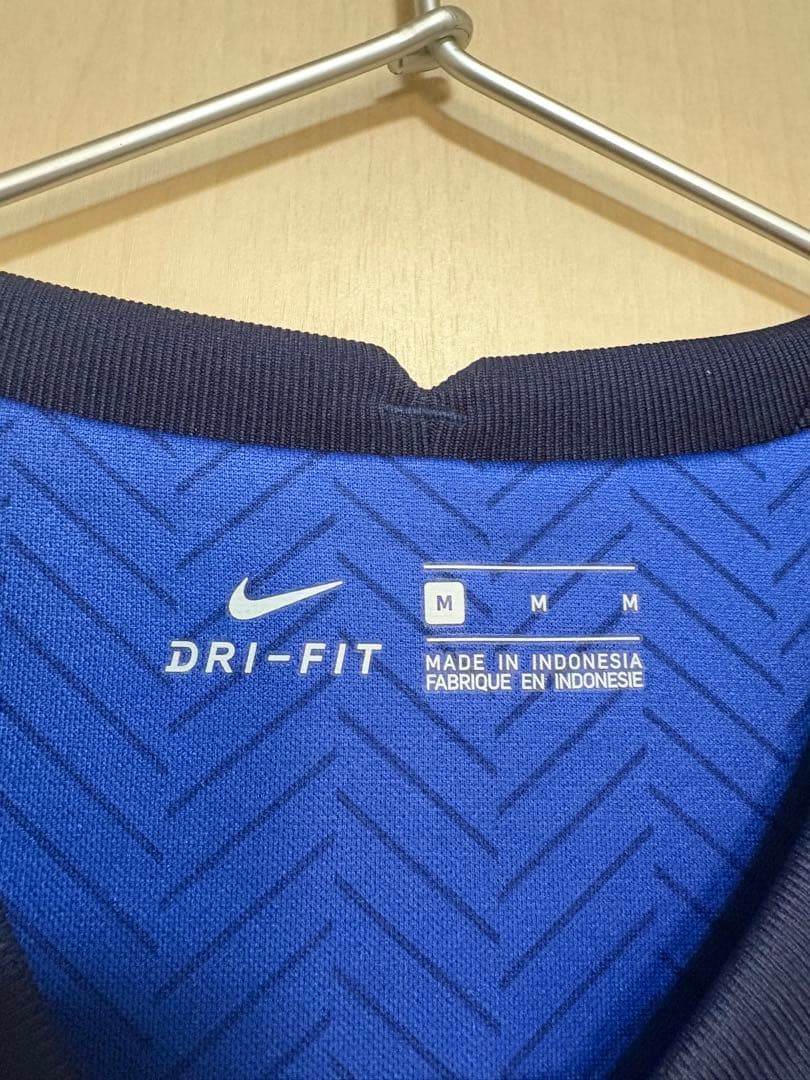 DRI-FIT
M M M
MADE IN INDONESIA
FABRIQUE EN INDONESIE